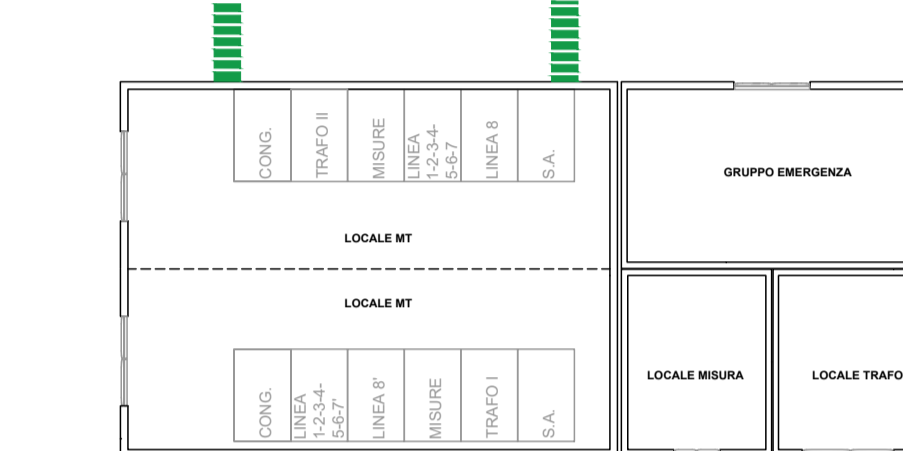 CONG.
TRAFO II
MISURE
LINEA
1-2-3-4-
5-6-7
LINEA 8
S.A.
GRUPPO EMERGENZA
LOCALE MT
LOCALE MT
CONG.
LINEA
1-2-3-4-
5-6-7'
LINEA 8'
MISURE
TRAFO I
S.A.
LOCALE MISURA
LOCALE TRAFO